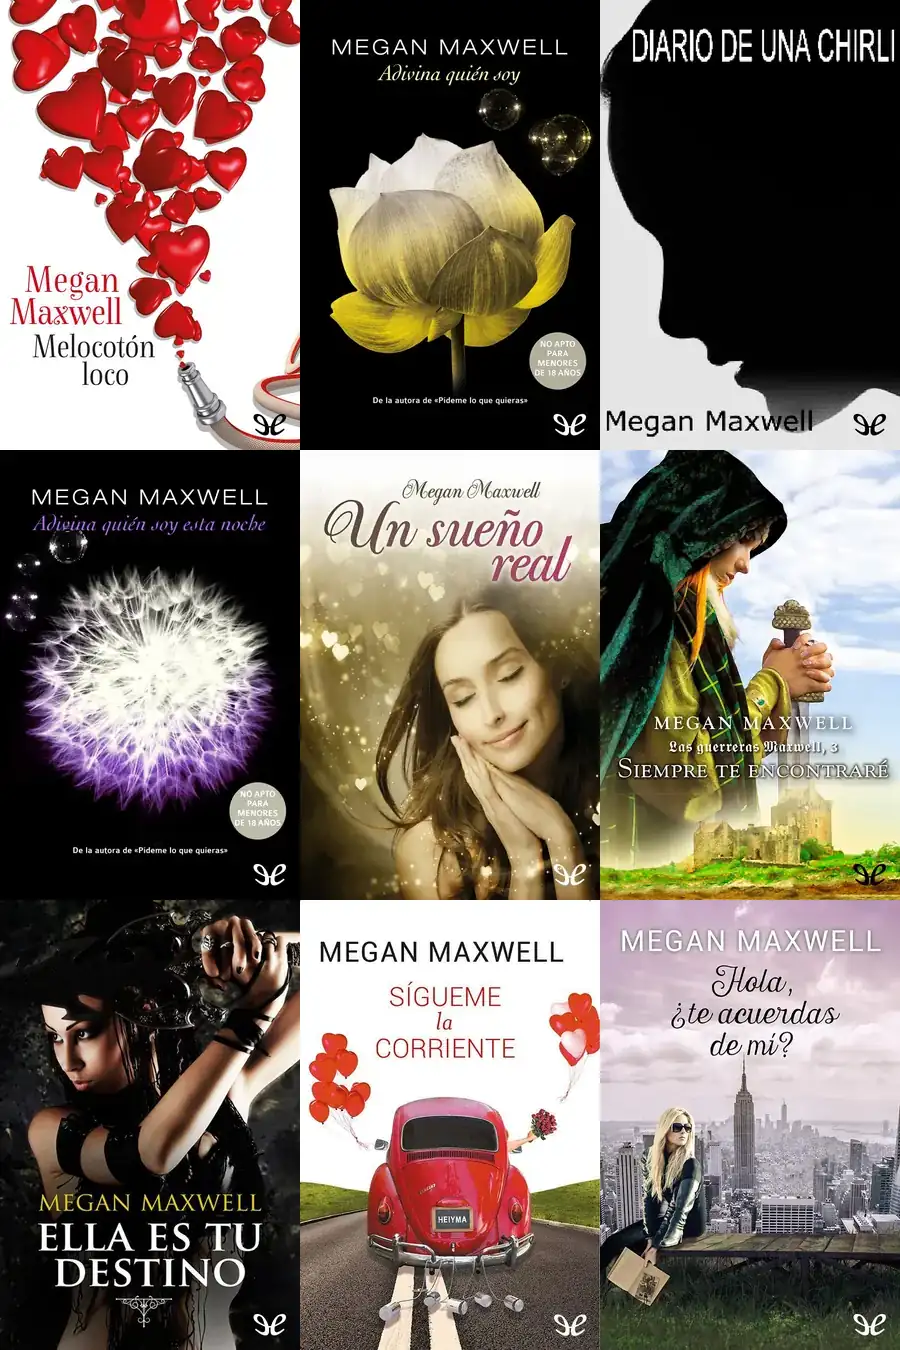 Megan
Maxwell
Melocotón
loco
MEGAN MAXWELL
Adivina quién soy
NO APTO
PARA
MENORES
DE 18 AÑOS
De la autora de «Pídeme lo que quieras»
DIARIO DE UNA CHIRLI
Megan Maxwell
MEGAN MAXWELL
Adivina quién soy esta noche
NO APTO
PARA
MENORES
DE 18 AÑOS
De la autora de «Pídeme lo que quieras»
Megan Maxwell
Un sueño
real
MEGAN MAXWELL
Las guerreras Maxwell, 3
SIEMPRE TE ENCONTRARÉ
MEGAN MAXWELL
ELLA ES TU
DESTINO
MEGAN MAXWELL
SÍGUEME
la
CORRIENTE
HEIYMA
MEGAN MAXWELL
Hola,
¿te acuerdas
de mí?